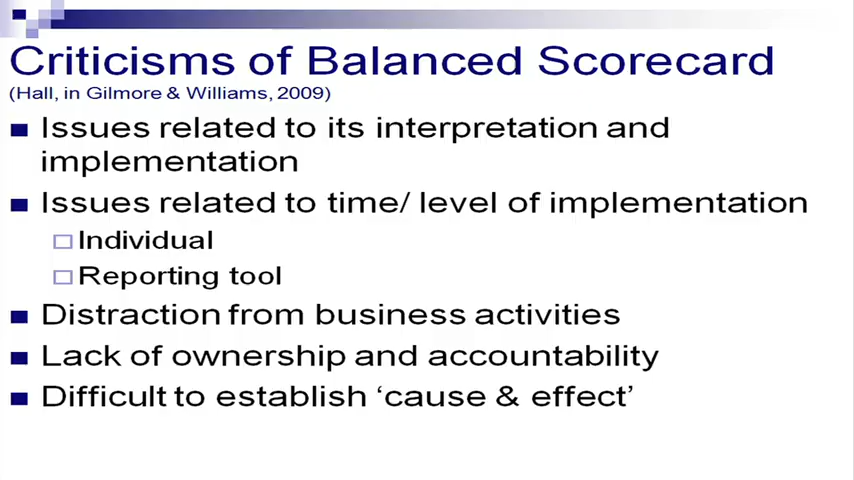 Criticisms of Balanced Scorecard
(Hall, in Gilmore & Williams, 2009)
Issues related to its interpretation and
implementation
Issues related to time/ level of implementation
Individual
Reporting tool
Distraction from business activities
Lack of ownership and accountability
Difficult to establish ‘cause & effect’